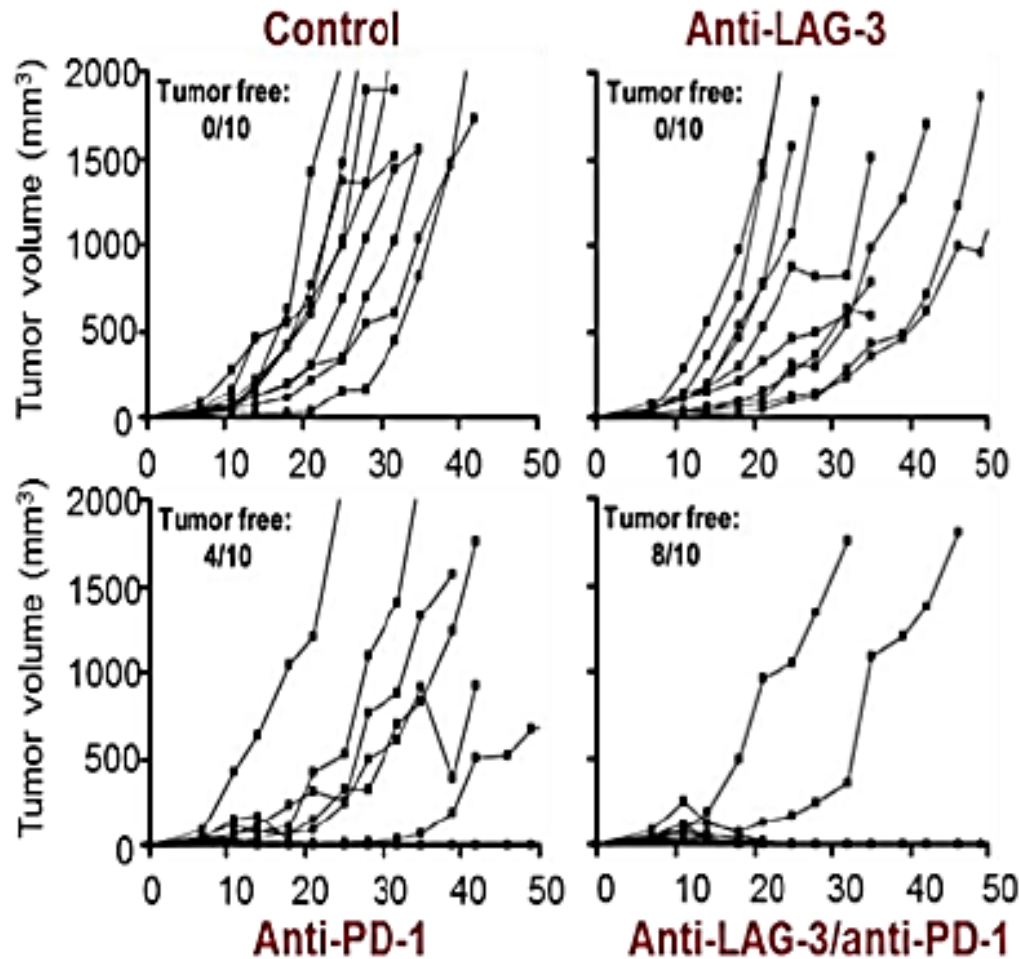 Control
Anti-LAG-3
Tumor volume (mm³)
2000
1500
1000
500
0
Tumor free:
0/10
0 10 20 30 40 50
Tumor free:
0/10
0 10 20 30 40 50
Tumor volume (mm³)
2000
1500
1000
500
0
Tumor free:
4/10
0 10 20 30 40 50
Tumor free:
8/10
0 10 20 30 40 50
Anti-PD-1
Anti-LAG-3/anti-PD-1